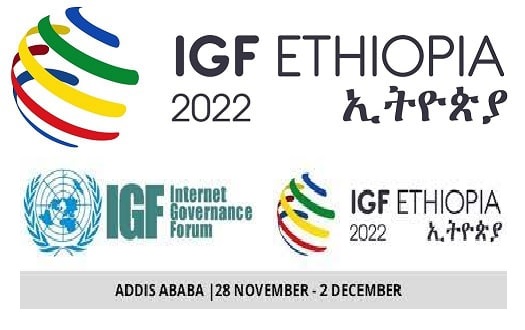 IGF ETHIOPIA
2022 ኢትዮጵያ
IGF Internet Governance Forum
IGF ETHIOPIA
2022 ኢትዮጵያ
ADDIS ABABA |28 NOVEMBER - 2 DECEMBER